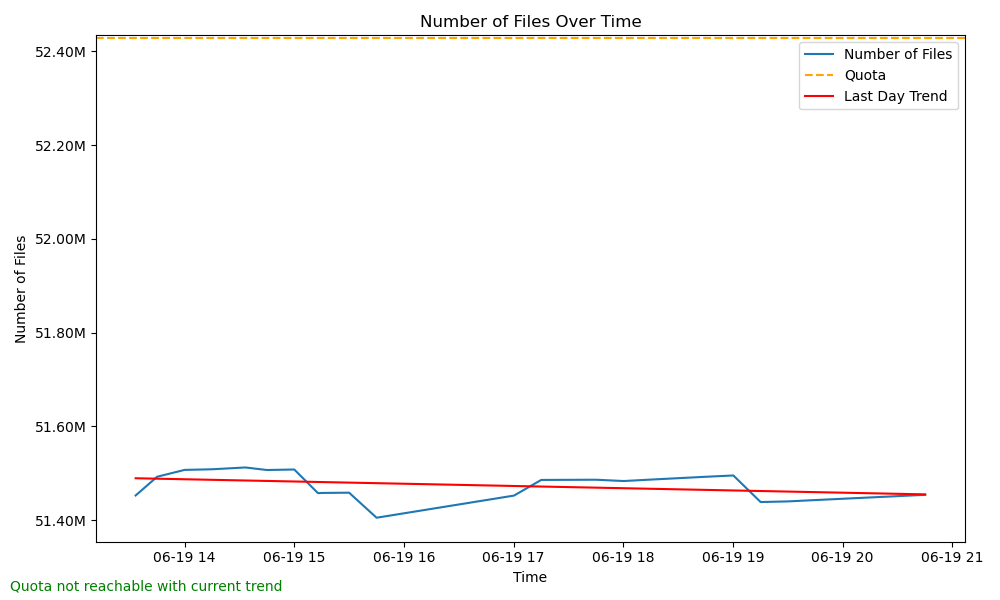 Number of Files Over Time
52.40M
52.20M
52.00M
51.80M
51.60M
51.40M
Number of Files
Number of Files
Quota
Last Day Trend
06-19 14
06-19 15
06-19 16
06-19 17
06-19 18
06-19 19
06-19 20
06-19 21
Time
Quota not reachable with current trend